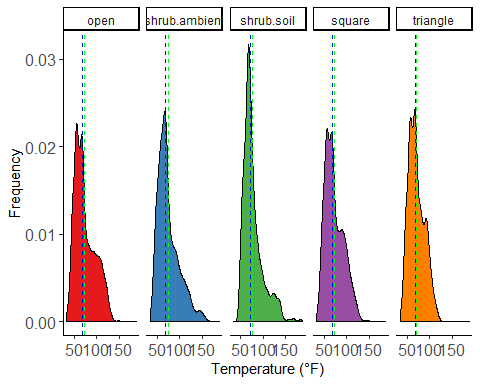 open shrub.ambien shrub.soil square triangle
0.03
0.02
0.01
0.00
Frequency
50100150 50100150 50100150 50100150 50100150
Temperature (°F)